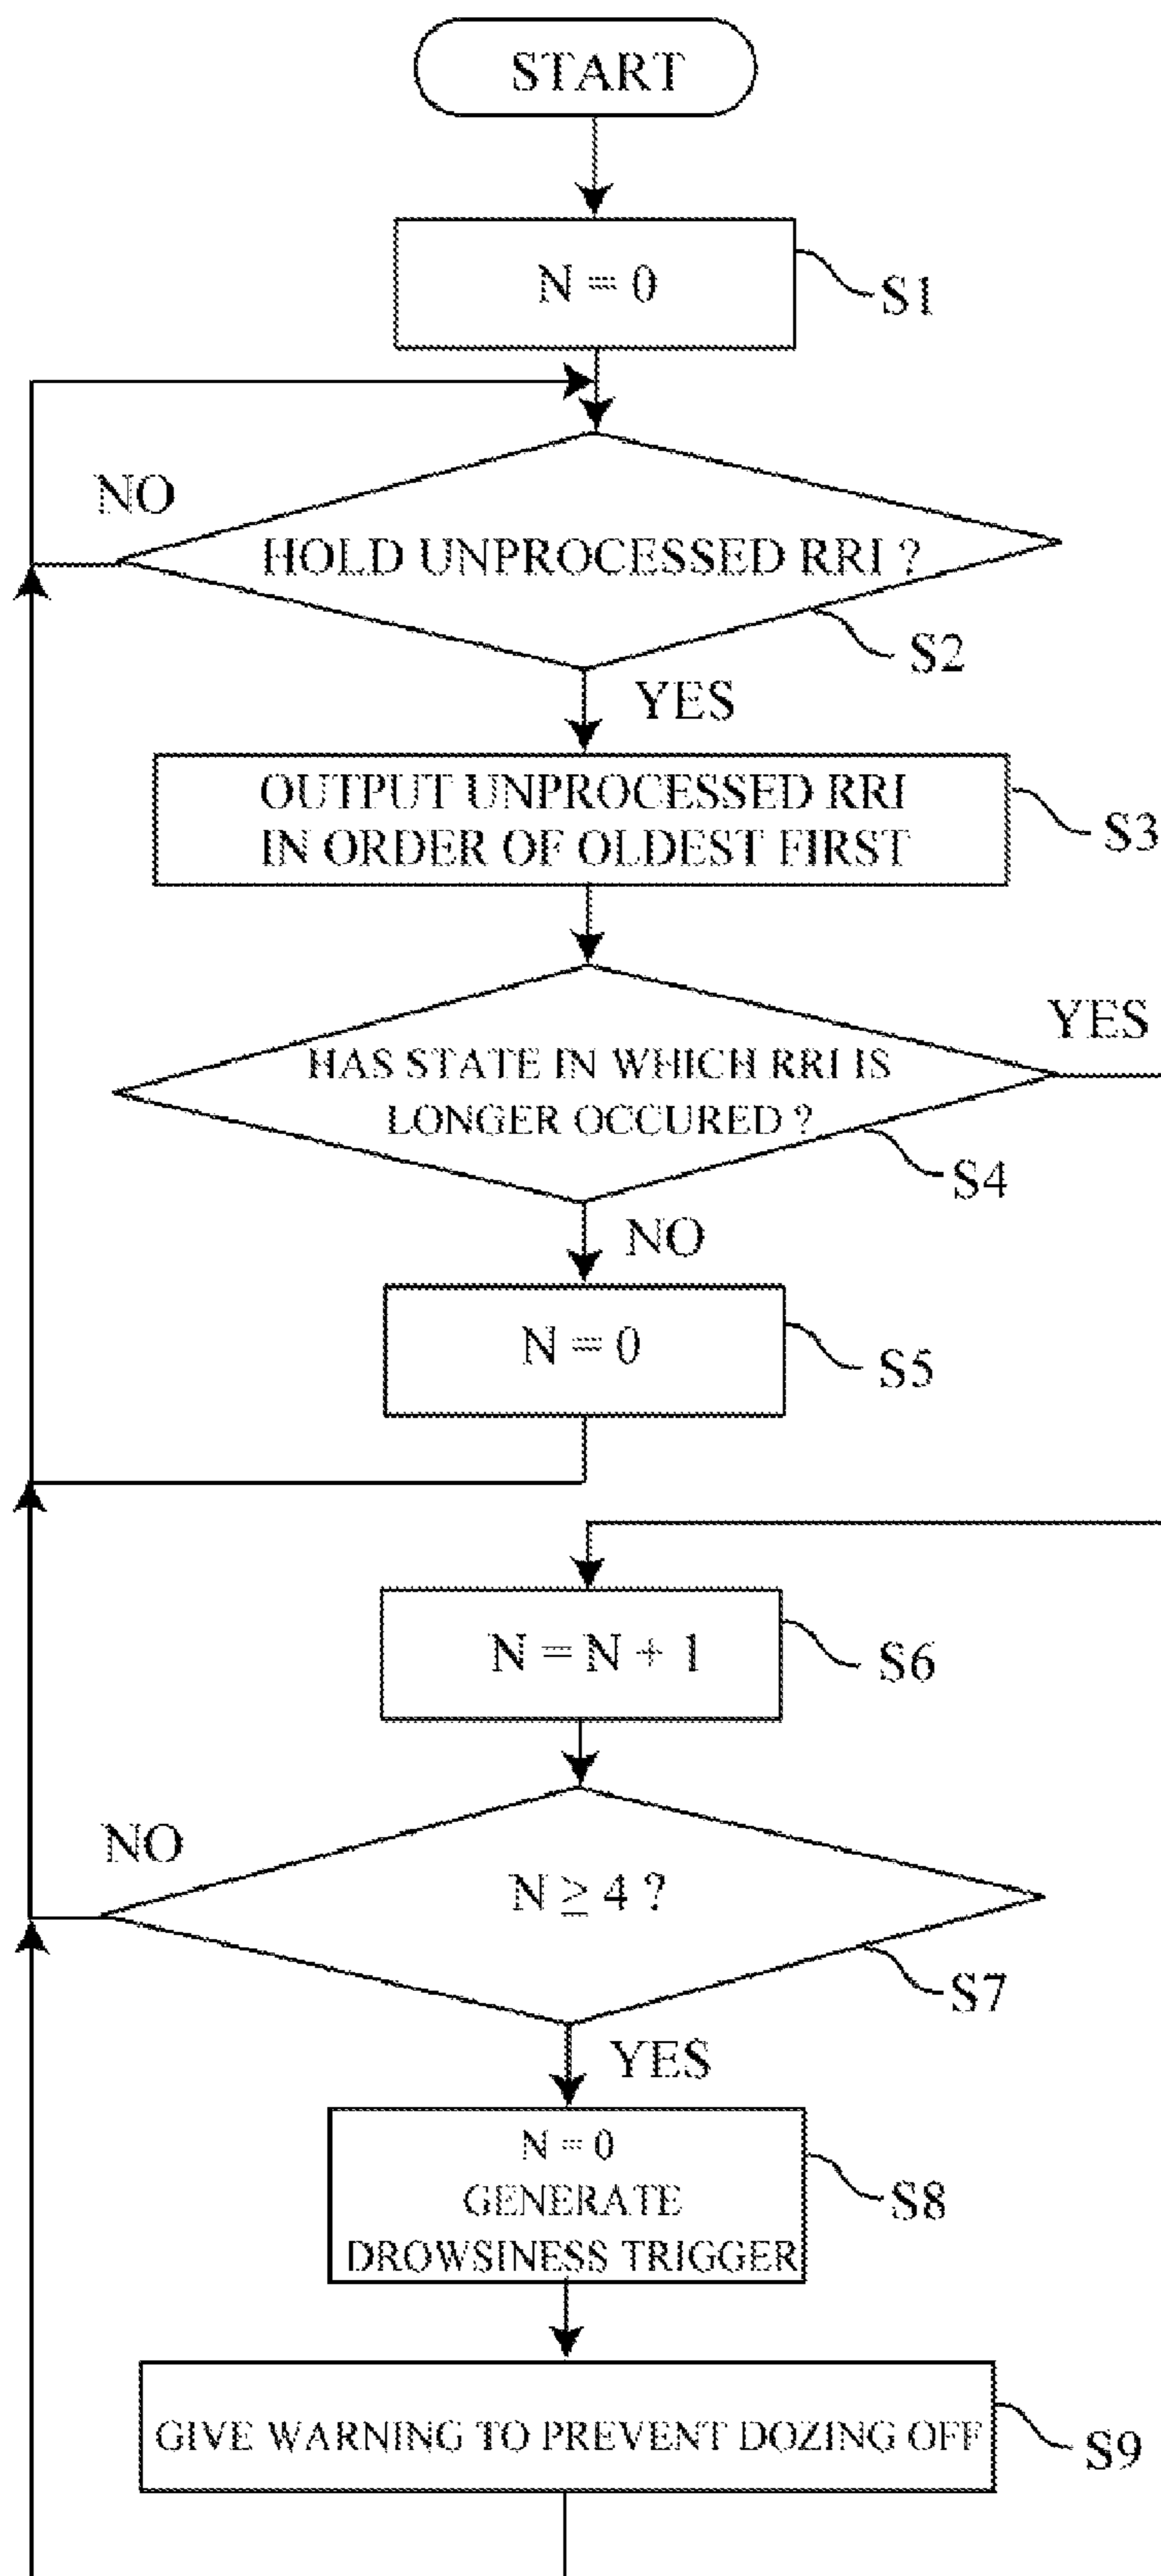 START
N = 0
S1
NO
HOLD UNPROCESSED RRI ?
S2
YES
OUTPUT UNPROCESSED RRI
IN ORDER OF OLDEST FIRST
S3
YES
HAS STATE IN WHICH RRI IS
LONGER OCCURED ?
S4
NO
N = 0
S5
N = N + 1
S6
NO
N ≥ 4 ?
S7
YES
N = 0
GENERATE
DROWSINESS TRIGGER
S8
GIVE WARNING TO PREVENT DOZING OFF
S9